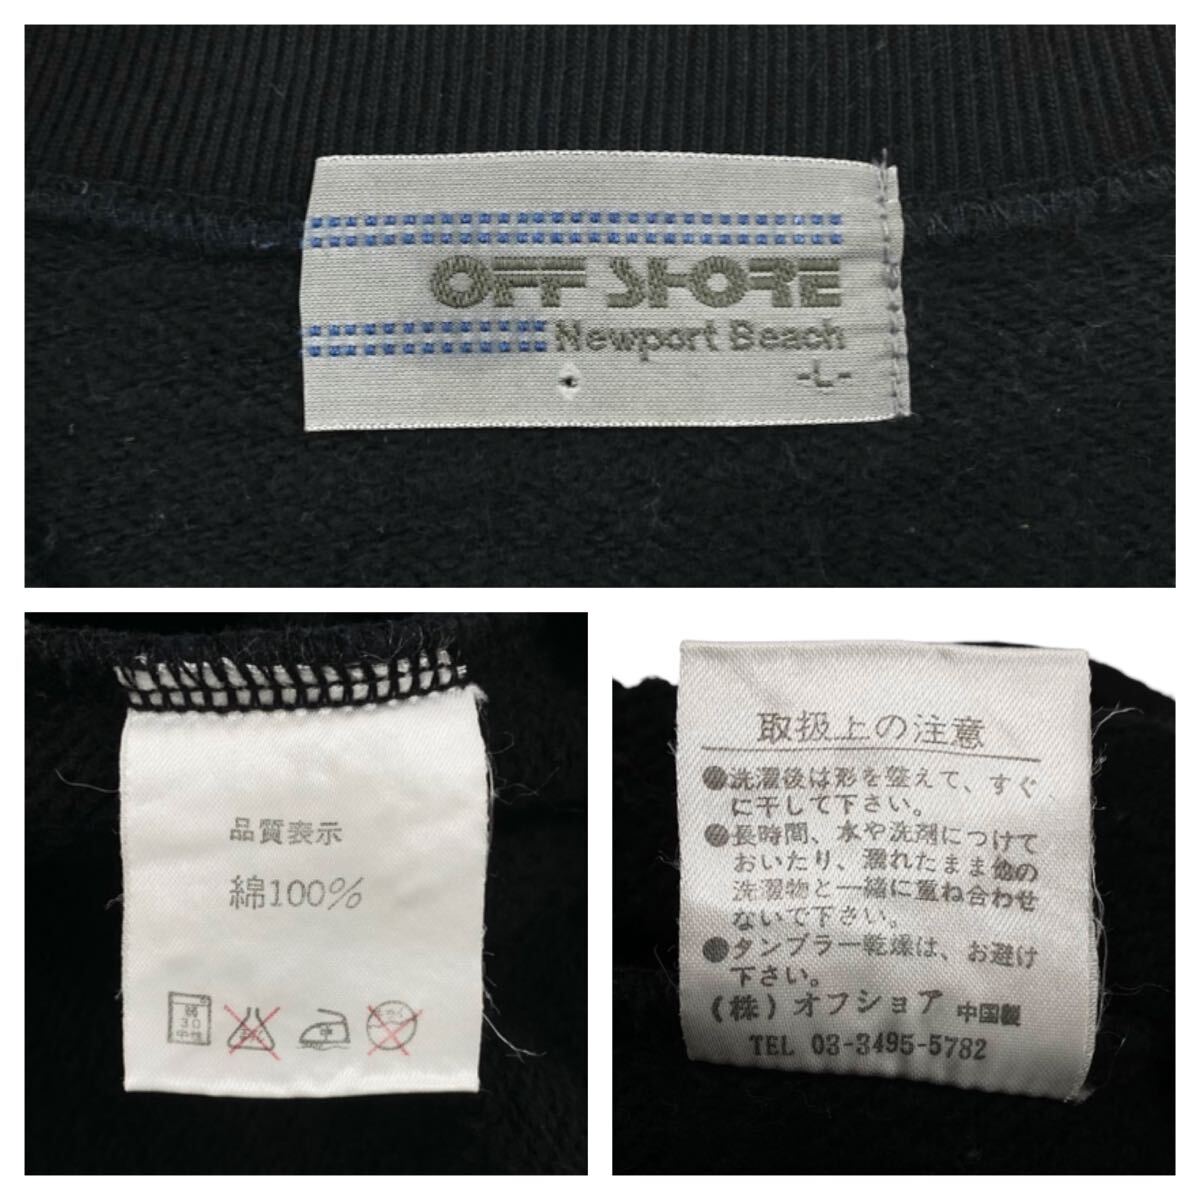 OFF SHORE
Newport Beach
-L-
品質表示
綿100%
弱
30
中性
中
取扱上の注意
●洗濯後は形を整えて、すぐ
に干して下さい。
●長時間、水や洗剤につけて
おいたり、濡れたまま他の
洗濯物と一緒に重ね合わせ
ないで下さい。
●タンブラー乾燥は、お避け
下さい。
(株)オフショア 中国製
TEL 03-3495-5782